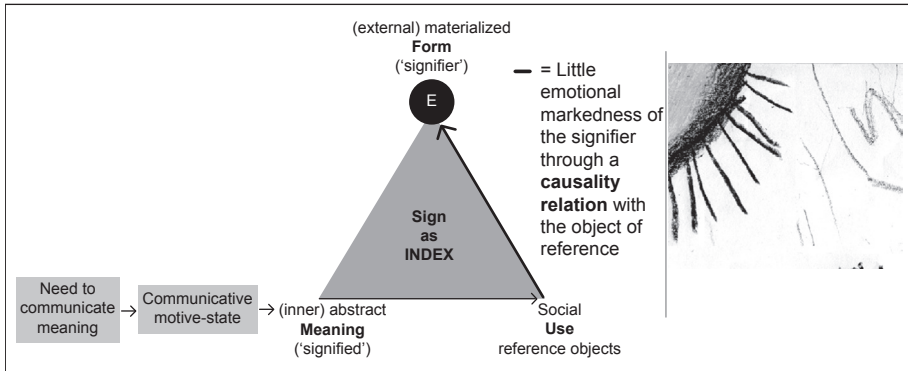 (external) materialized
Form
(‘signifier’)
E
Sign
as
INDEX
– = Little
emotional
markedness of
the signifier
through a
causality
relation with
the object of
reference
Need to
communicate
meaning
Communicative
motive-state
(inner) abstract
Meaning
(‘signified’)
Social
Use
reference objects